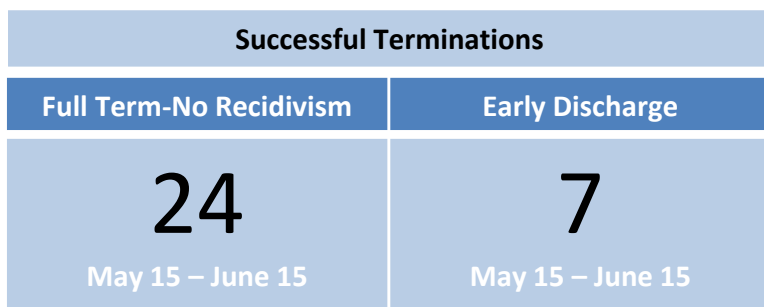 Successful Terminations
Full Term-No Recidivism
Early Discharge
24
7
May 15 – June 15
May 15 – June 15